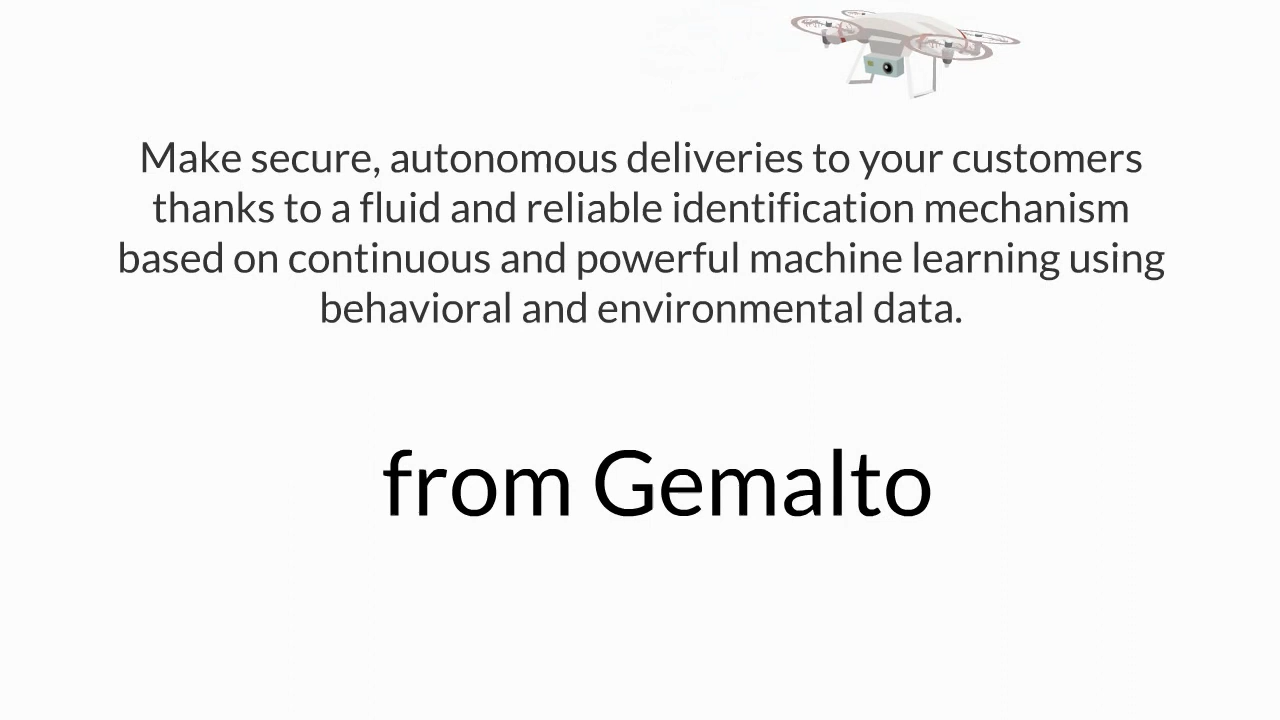 Make secure, autonomous deliveries to your customers
thanks to a fluid and reliable identification mechanism
based on continuous and powerful machine learning using
behavioral and environmental data.
from Gemalto